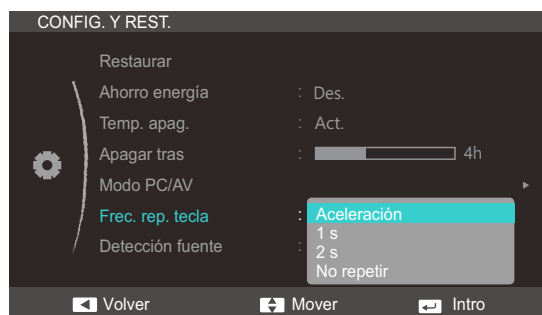 CONFIG. Y REST.
Restaurar
Ahorro energía : Des.
Temp. apag. : Act.
Apagar tras : 4h
Modo PC/AV
Frec. rep. tecla : Aceleración
1 s
2 s
Detección fuente :
No repetir
Volver Mover Intro